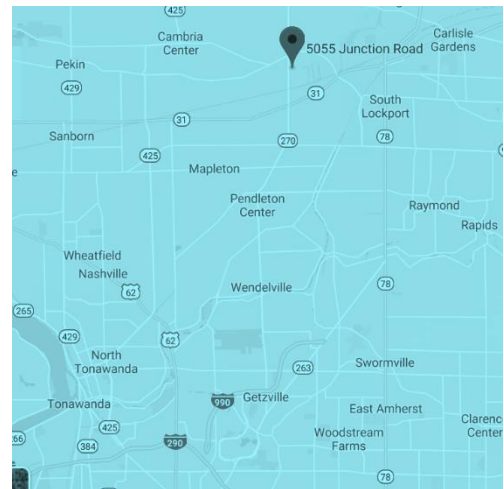 425
Cambria
Center
Carlisle
Gardens
5055 Junction Road
Pekin
429
31
South
Lockport
31
Sanborn
270
78
425
Mapleton
Pendleton
Center
Raymond
Rapids
Wheatfield
Nashville
62
Wendelville
78
265
429
62
North
Tonawanda
263
Swormville
990
Getzville
Tonawanda
East Amherst
Clarence
Center
425
Woodstream
Farms
266
384
290
78